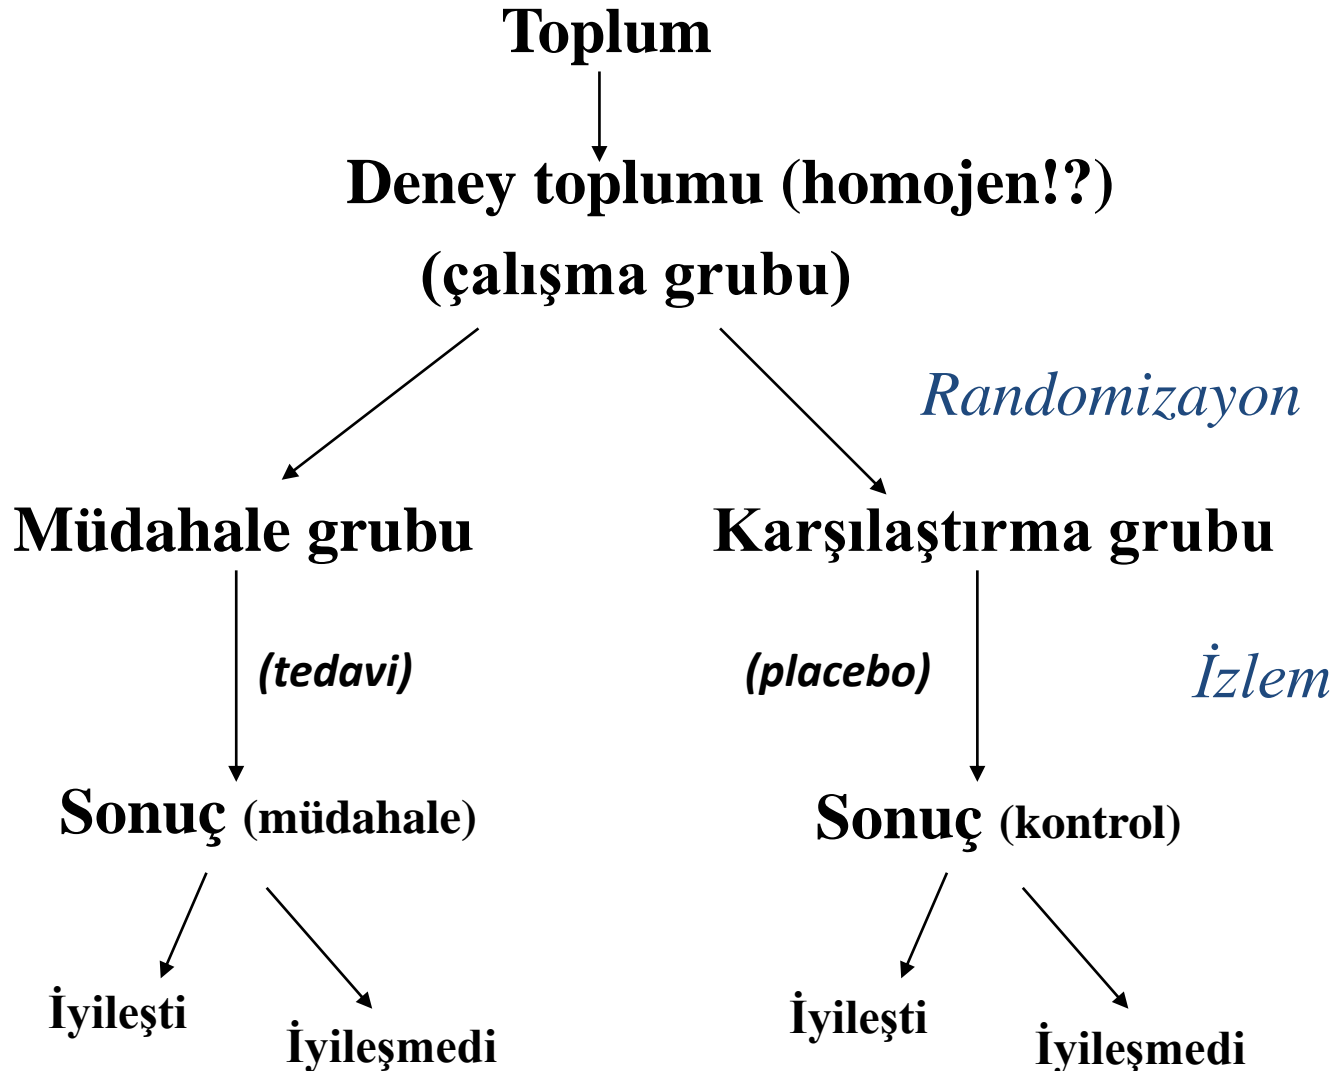 Toplum
Deney toplumu (homojen!?)
(çalışma grubu)
Randomizayon
Müdahale grubu
Karşılaştırma grubu
(tedavi)
(placebo)
İzlem
Sonuç (müdahale)
Sonuç (kontrol)
İyileşti
İyileşmedi
İyileşti
İyileşmedi